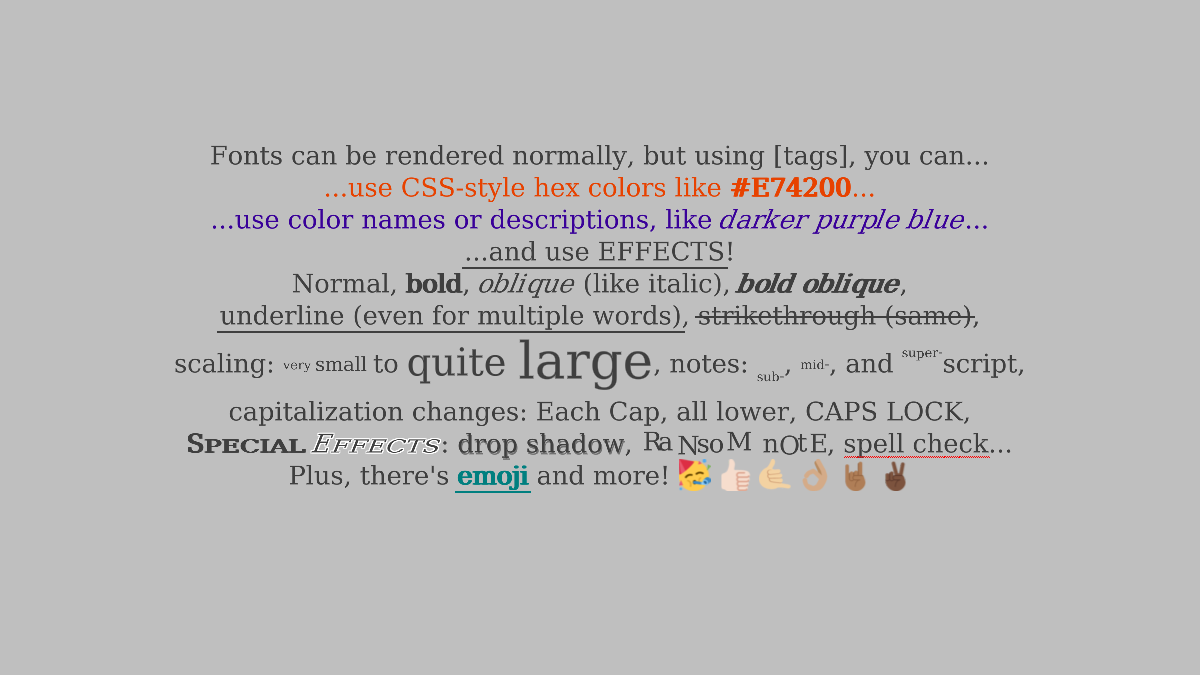 Fonts can be rendered normally, but using [tags], you can...
...use CSS-style hex colors like #E74200...
...use color names or descriptions, like darker purple blue...
...and use EFFECTS!
Normal, bold, oblique (like italic), bold oblique,
underline (even for multiple words), strikethrough (same),
scaling: very small to quite large, notes: sub-, mid-, and super-script,
capitalization changes: Each Cap, all lower, CAPS LOCK,
Special Effects: drop shadow, RaNsoM nOtE, spell check...
Plus, there's emoji and more! 🥳👍🏻🤙🏼👌🏽🤘🏾✌🏿